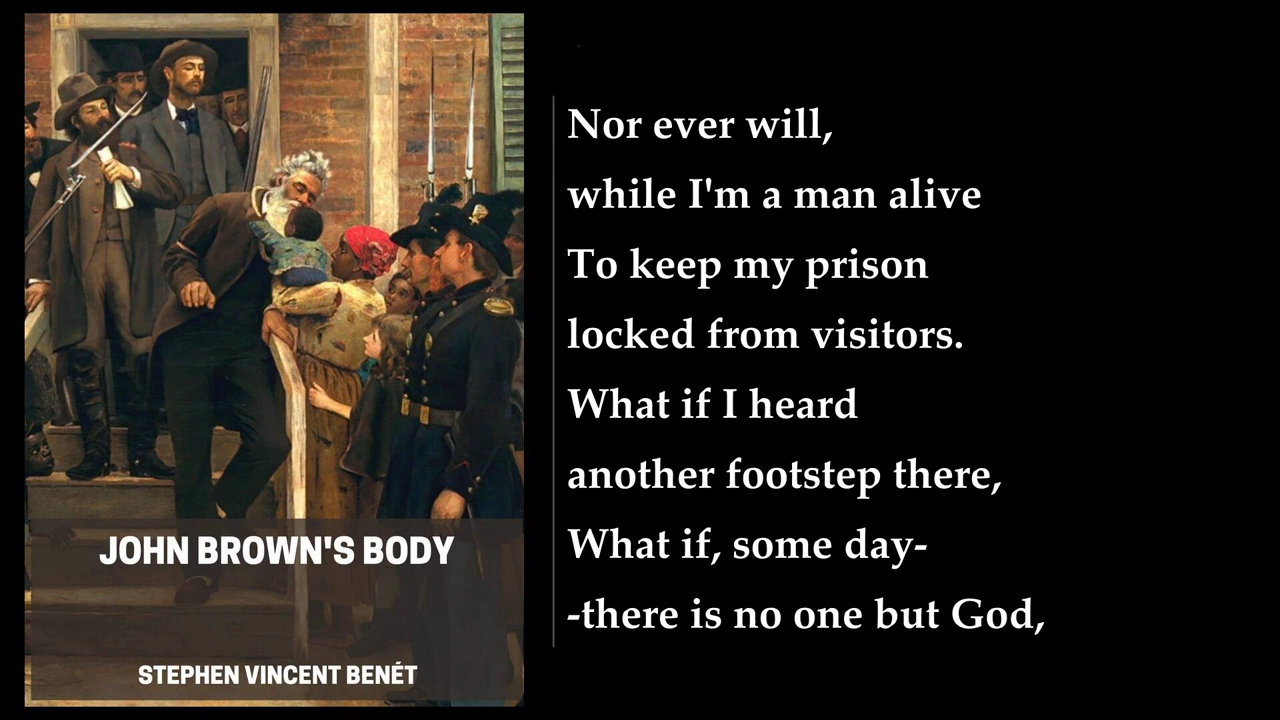 JOHN BROWN'S BODY
STEPHEN VINCENT BENÉT
Nor ever will,
while I'm a man alive
To keep my prison
locked from visitors.
What if I heard
another footstep there,
What if, some day-
-there is no one but God,